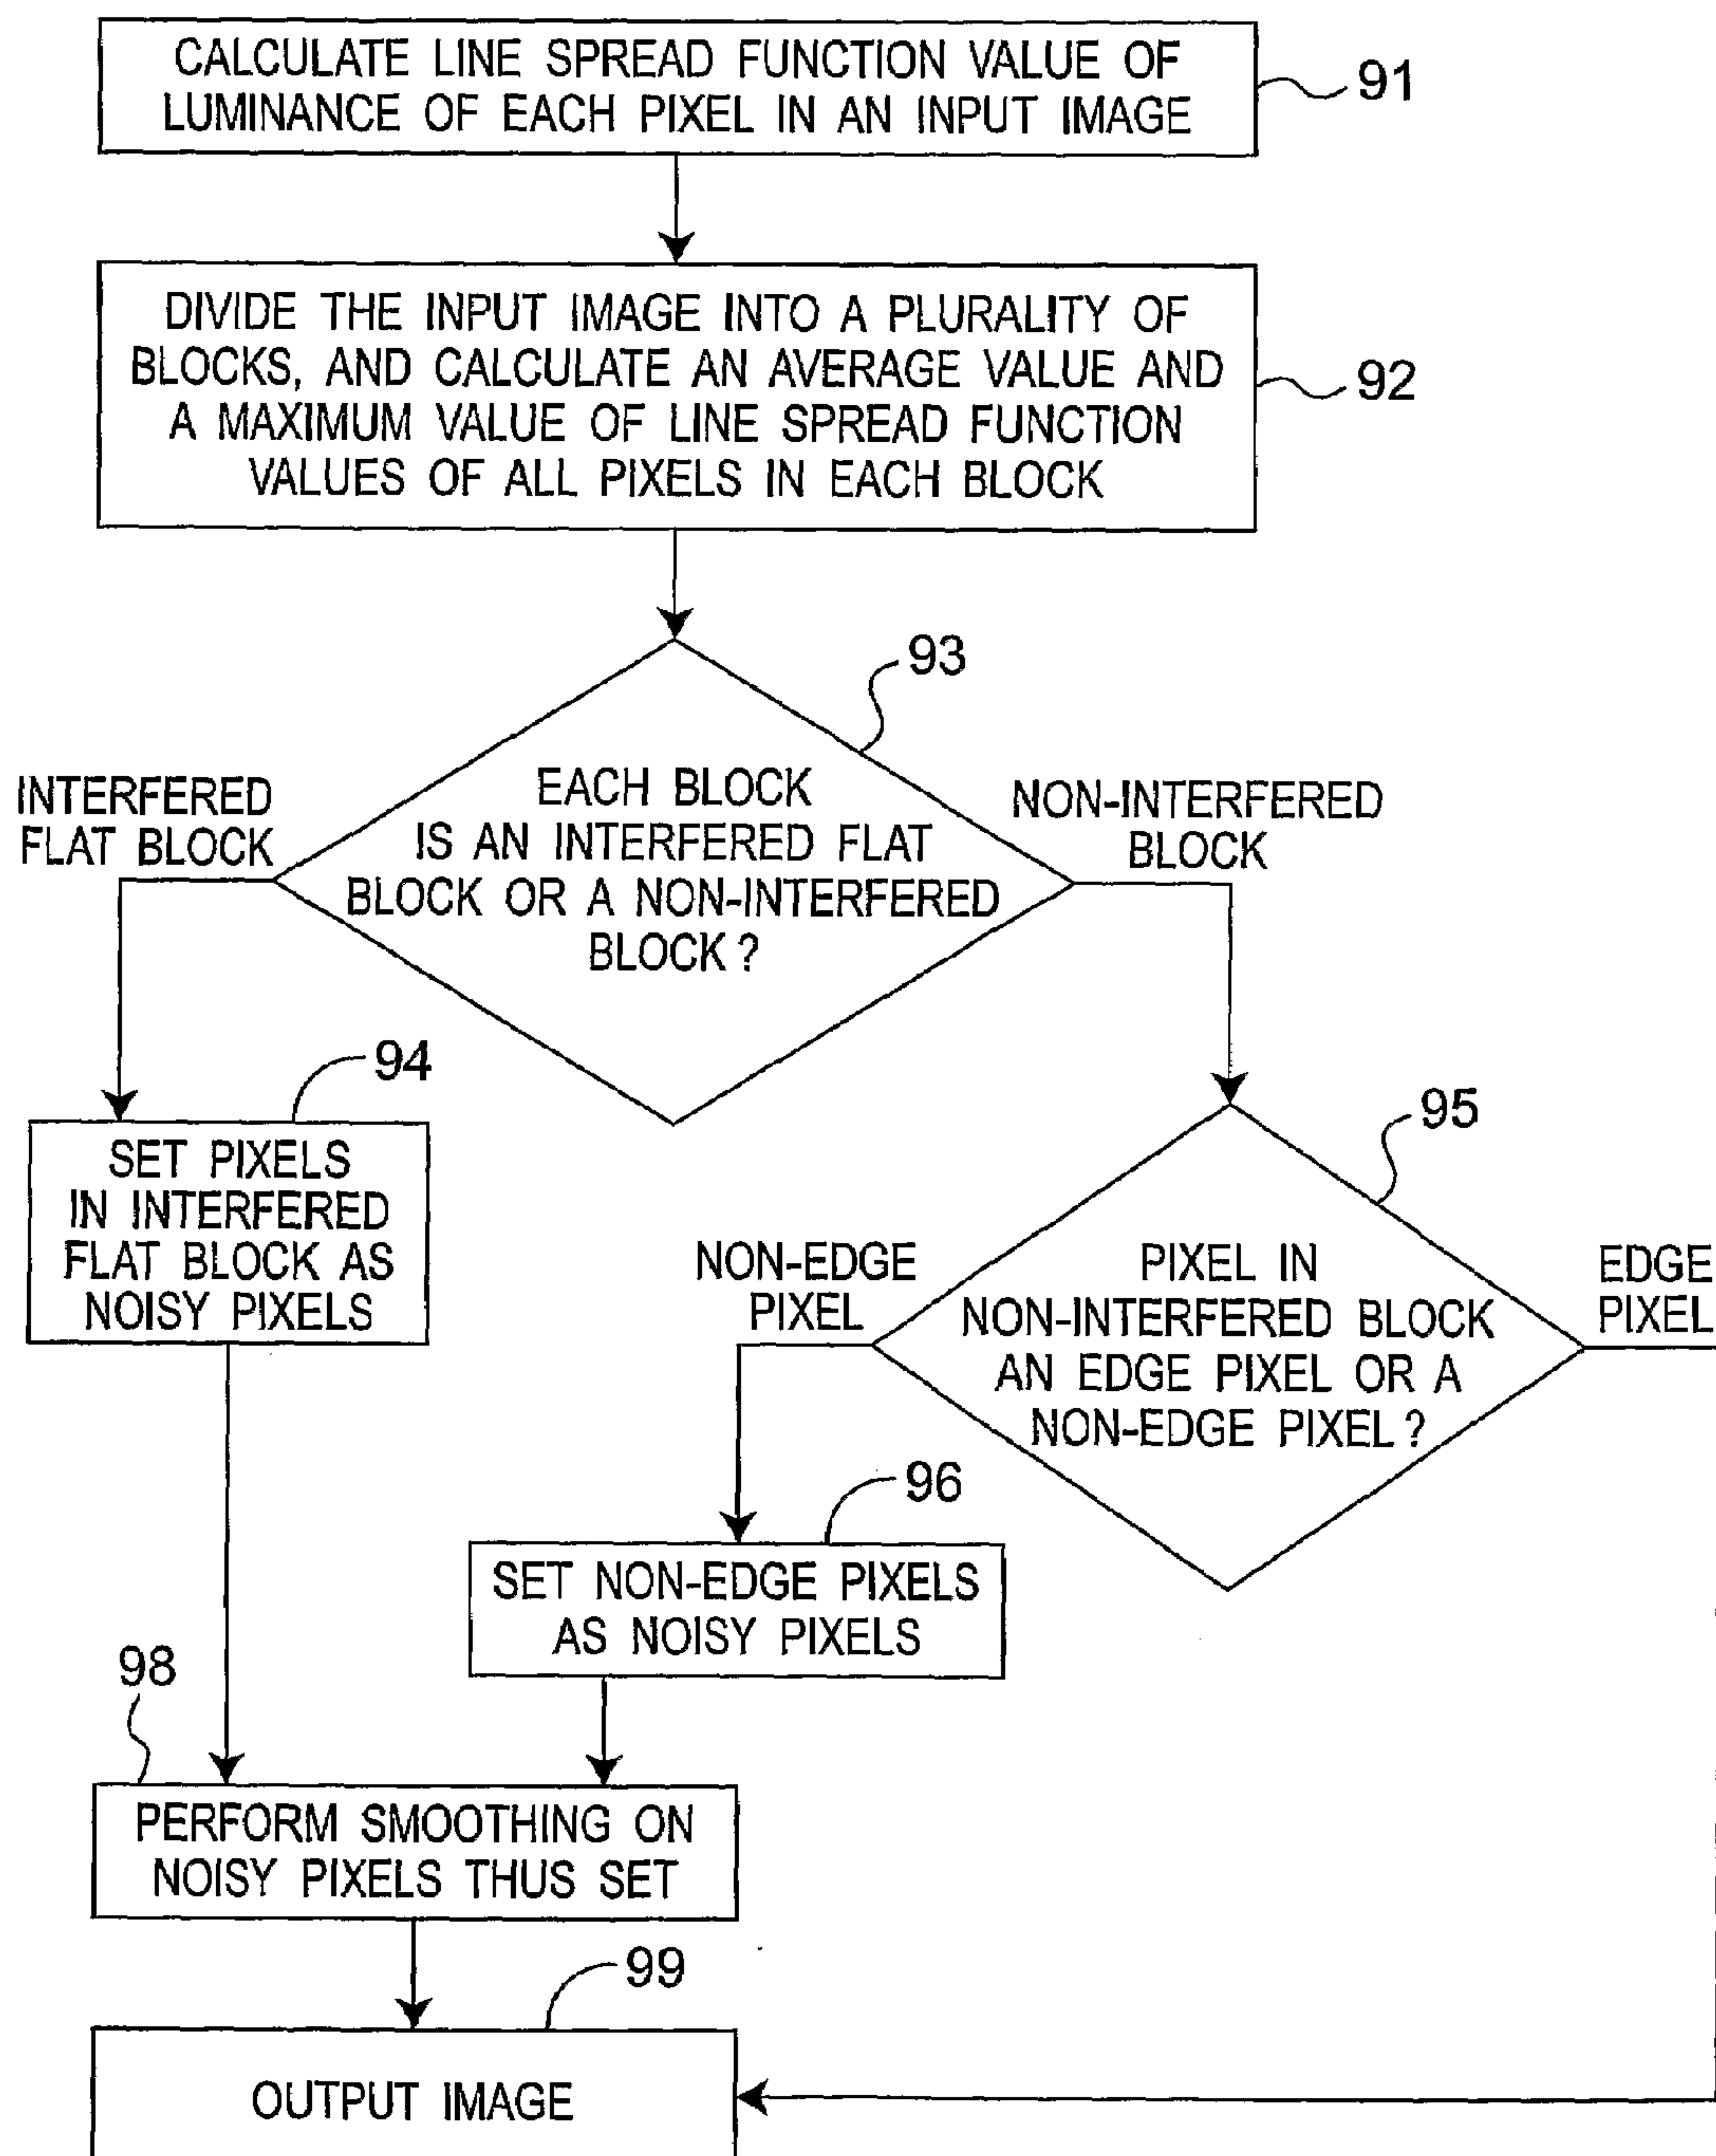 CALCULATE LINE SPREAD FUNCTION VALUE OF
LUMINANCE OF EACH PIXEL IN AN INPUT IMAGE
91
DIVIDE THE INPUT IMAGE INTO A PLURALITY OF
BLOCKS, AND CALCULATE AN AVERAGE VALUE AND
A MAXIMUM VALUE OF LINE SPREAD FUNCTION
VALUES OF ALL PIXELS IN EACH BLOCK
92
93
EACH BLOCK
IS AN INTERFERED FLAT
BLOCK OR A NON-INTERFERED
BLOCK?
INTERFERED
FLAT BLOCK
NON-INTERFERED
BLOCK
94
SET PIXELS
IN INTERFERED
FLAT BLOCK AS
NOISY PIXELS
95
PIXEL IN
NON-INTERFERED BLOCK
AN EDGE PIXEL OR A
NON-EDGE PIXEL?
NON-EDGE
PIXEL
EDGE
PIXEL
96
SET NON-EDGE PIXELS
AS NOISY PIXELS
98
PERFORM SMOOTHING ON
NOISY PIXELS THUS SET
99
OUTPUT IMAGE